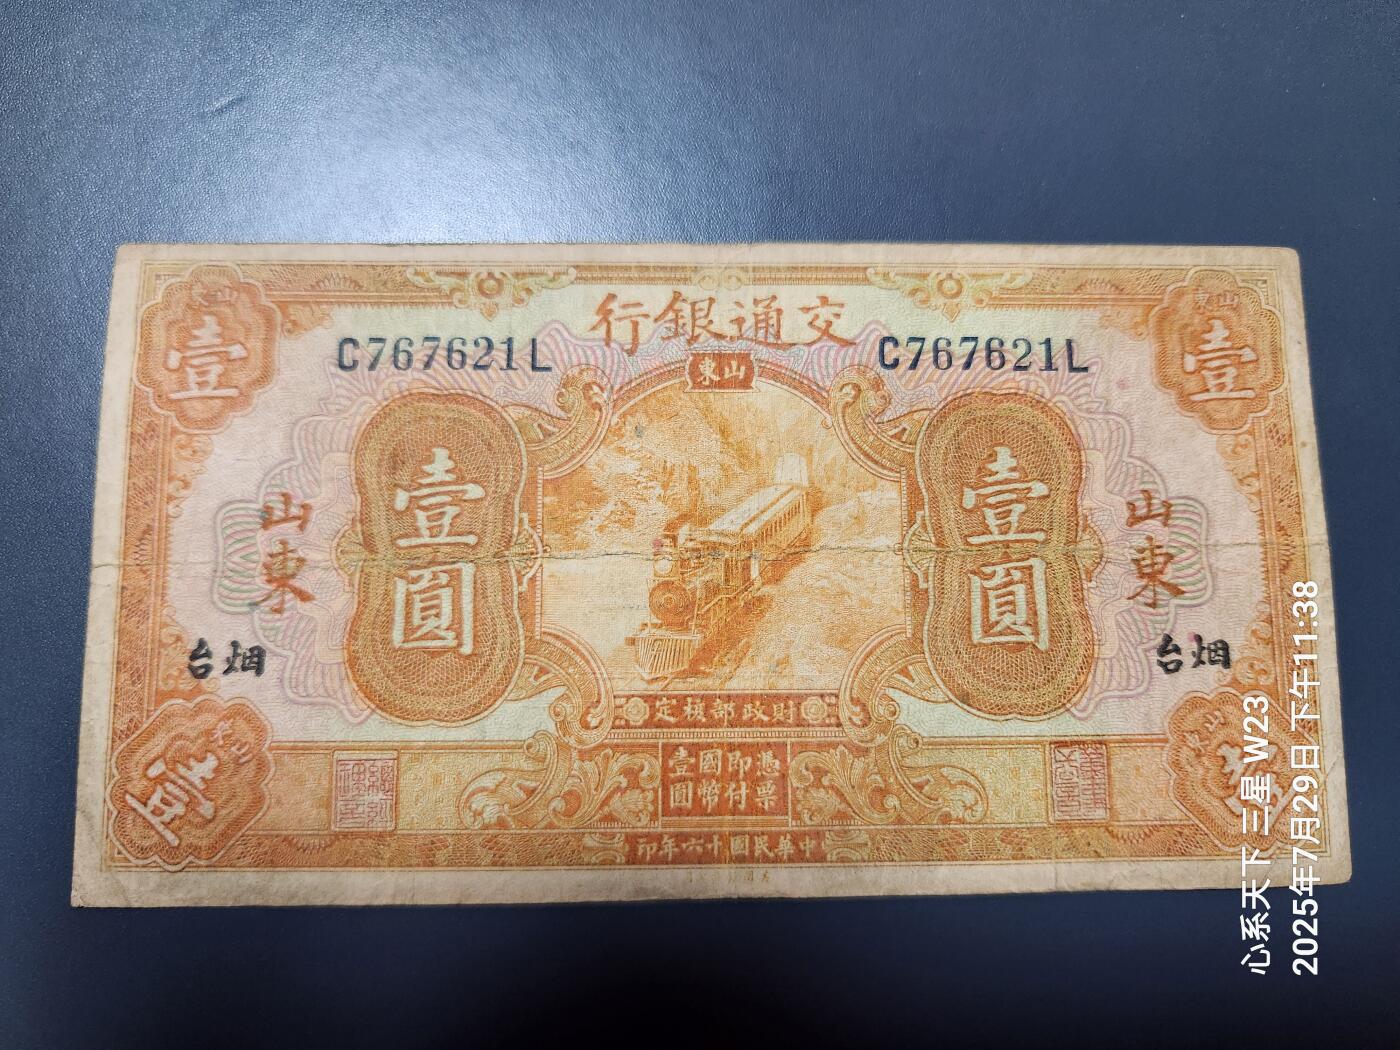 交通銀行
C767621L
C767621L
山東
壹
壹
壹圓
壹圓
山東
山東
烟台
烟台
財政部核定
憑票
即付
國幣
壹圓
中華民國十六年印
壹
心系天下 三星 W23
2025年7月29日 下午11:38